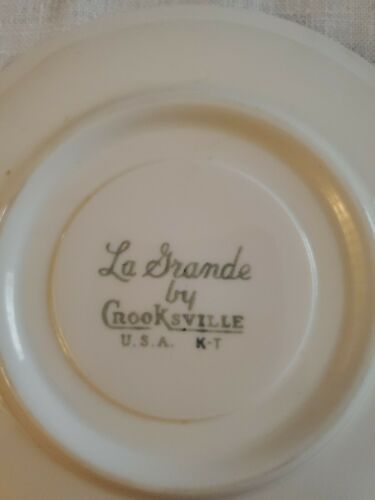 La Grande
by
CROOKSVILLE
U.S.A. K-T